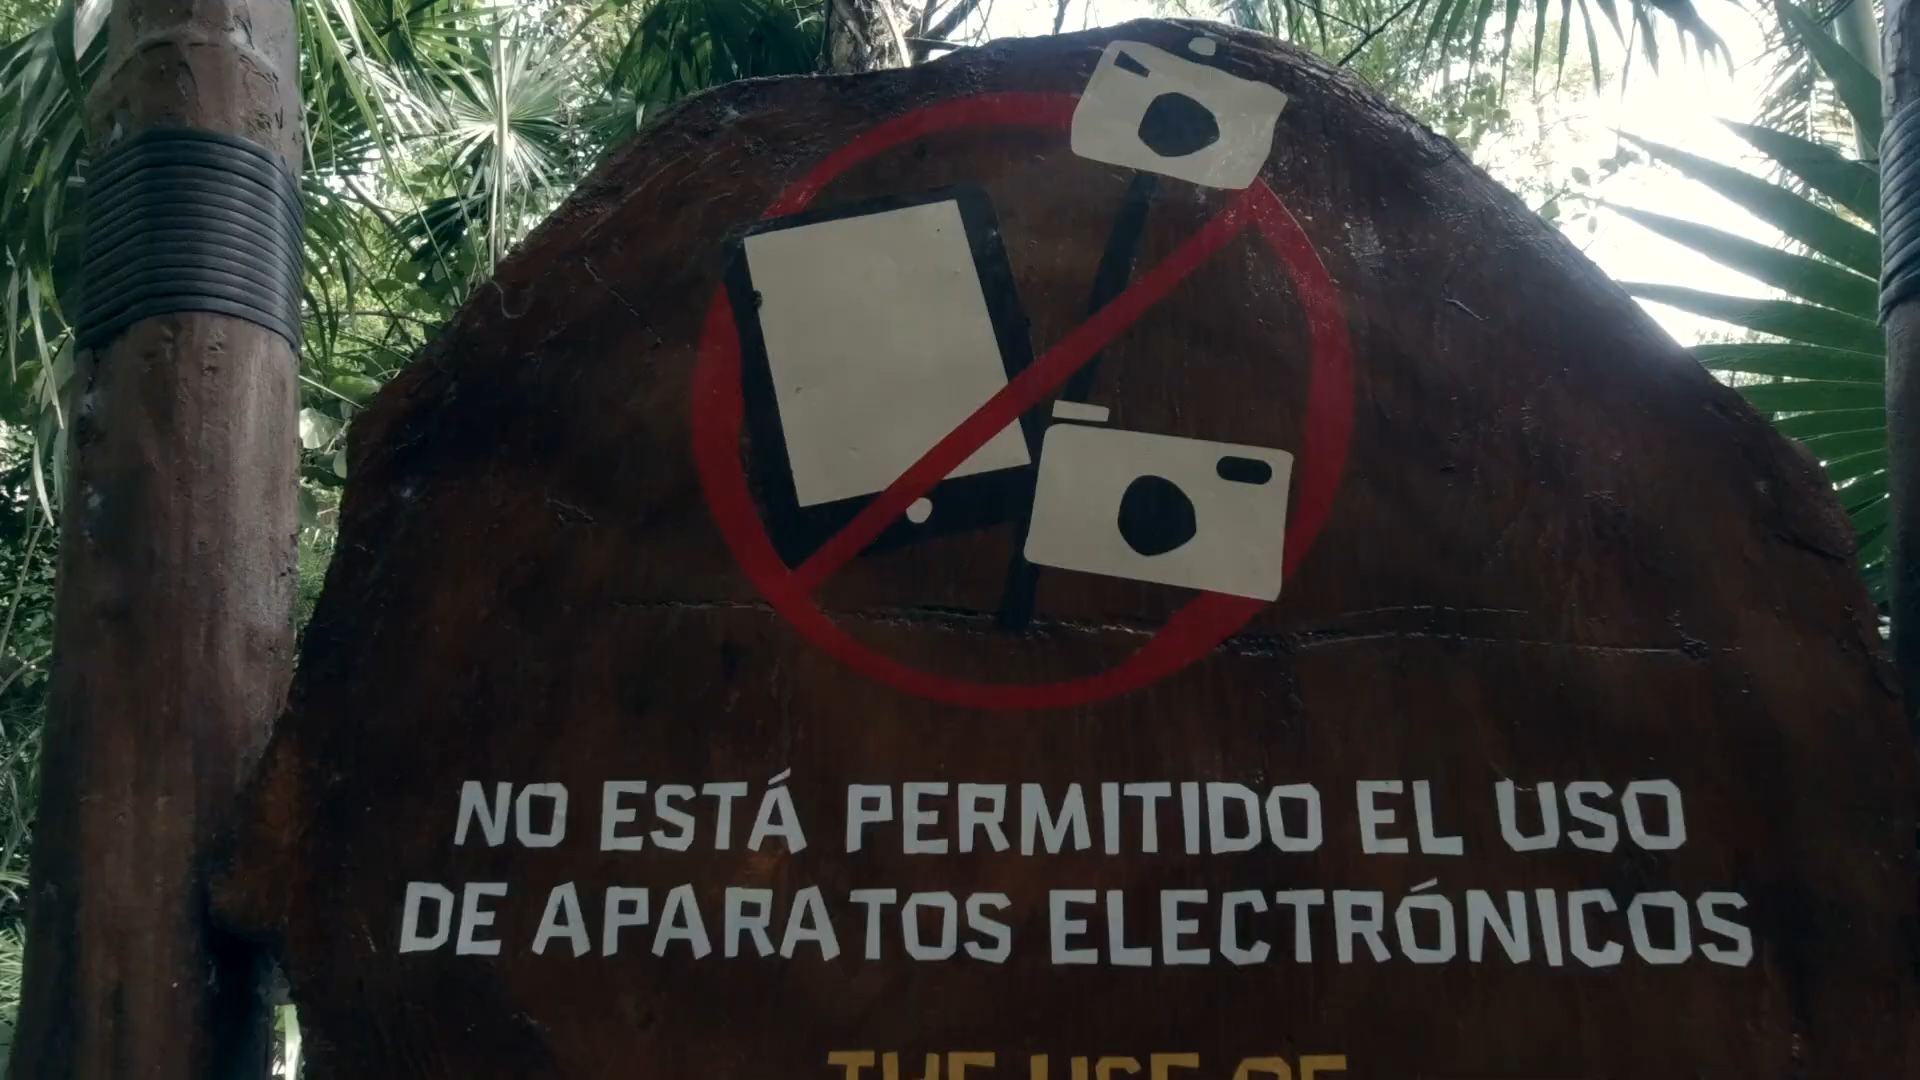 NO ESTÁ PERMITIDO EL USO
DE APARATOS ELECTRÓNICOS
THE USE OF